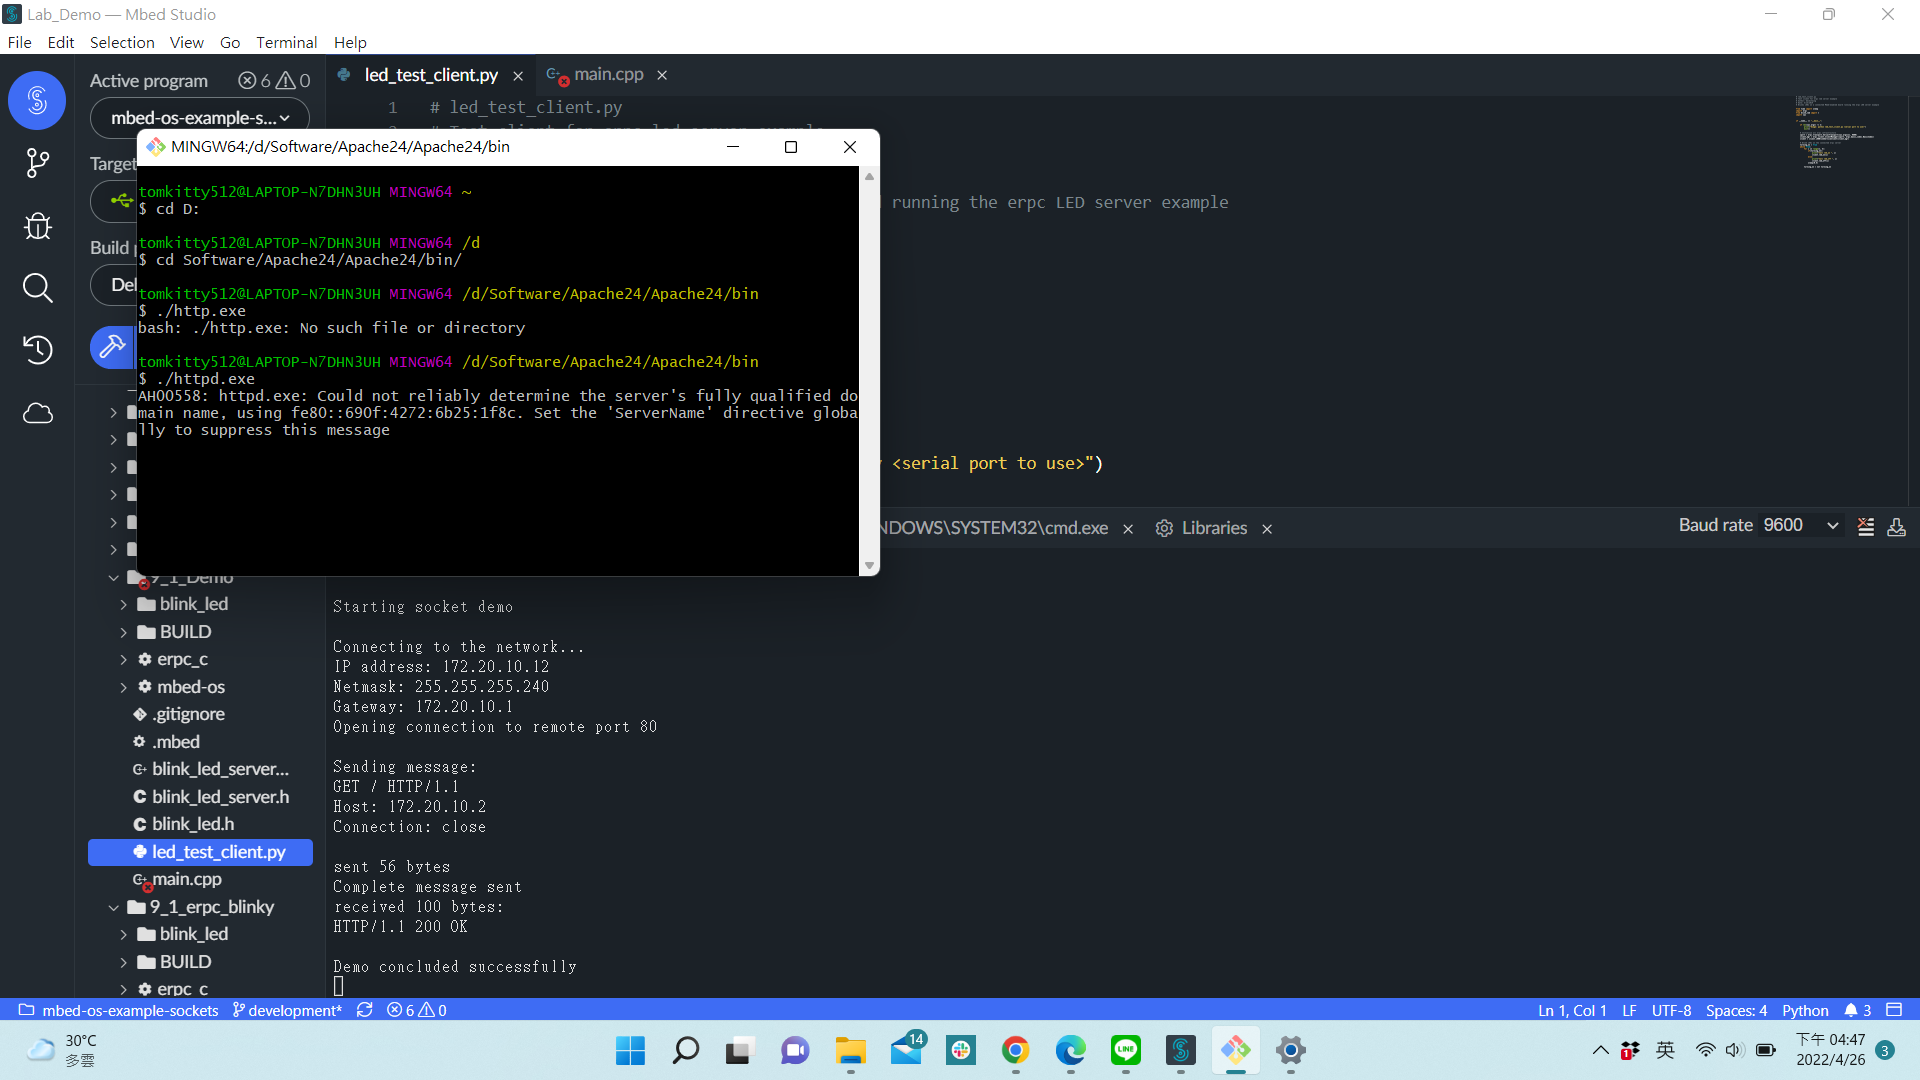 Lab_Demo — Mbed Studio
File Edit Selection View Go Terminal Help
Active program
6 0
led_test_client.py
main.cpp
mbed-os-example-s...
1 # led_test_client.py
Target
Build
De
MINGW64:/d/Software/Apache24/Apache24/bin
tomkitty512@LAPTOP-N7DHN3UH MINGW64 ~
$ cd D:
tomkitty512@LAPTOP-N7DHN3UH MINGW64 /d
$ cd Software/Apache24/Apache24/bin/
tomkitty512@LAPTOP-N7DHN3UH MINGW64 /d/Software/Apache24/Apache24/bin
$ ./http.exe
bash: ./http.exe: No such file or directory
tomkitty512@LAPTOP-N7DHN3UH MINGW64 /d/Software/Apache24/Apache24/bin
$ ./httpd.exe
AH00558: httpd.exe: Could not reliably determine the server's fully qualified do
main name, using fe80::690f:4272:6b25:1f8c. Set the 'ServerName' directive globa
lly to suppress this message
running the erpc LED server example
<serial port to use>")
NDOWS\SYSTEM32\cmd.exe
Libraries
Baud rate 9600
9_1_Demo
blink_led
BUILD
erpc_c
mbed-os
.gitignore
.mbed
blink_led_server...
blink_led_server.h
blink_led.h
led_test_client.py
main.cpp
9_1_erpc_blinky
blink_led
BUILD
erpc_c
Starting socket demo
Connecting to the network...
IP address: 172.20.10.12
Netmask: 255.255.255.240
Gateway: 172.20.10.1
Opening connection to remote port 80
Sending message:
GET / HTTP/1.1
Host: 172.20.10.2
Connection: close
sent 56 bytes
Complete message sent
received 100 bytes:
HTTP/1.1 200 OK
Demo concluded successfully
mbed-os-example-sockets development* 6 0
Ln 1, Col 1 LF UTF-8 Spaces: 4 Python 3
30°C
多雲
14
LINE
1
英
下午 04:47
2022/4/26
3